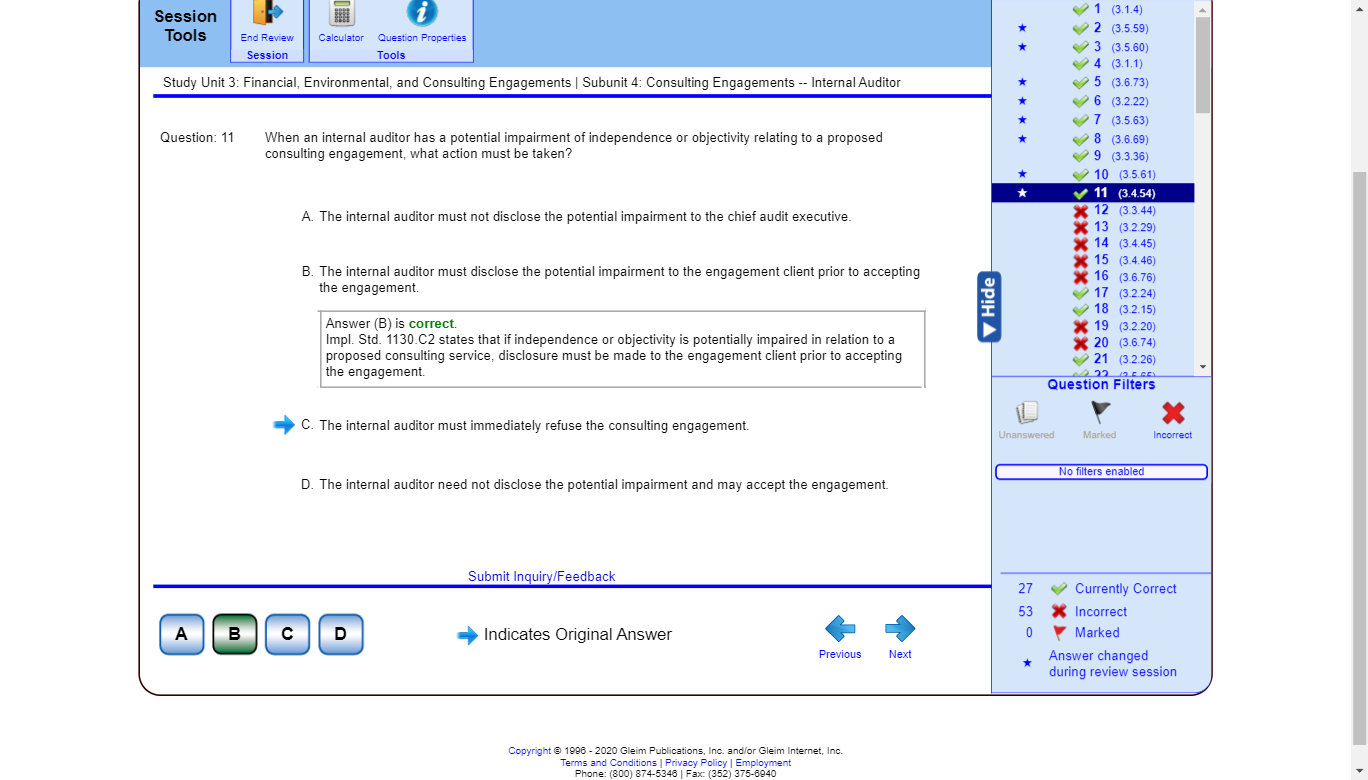 Session
Tools
End Review
Session
Calculator
Question Properties
Tools
Study Unit 3: Financial, Environmental, and Consulting Engagements | Subunit 4: Consulting Engagements -- Internal Auditor
Question: 11
When an internal auditor has a potential impairment of independence or objectivity relating to a proposed
consulting engagement, what action must be taken?
A. The internal auditor must not disclose the potential impairment to the chief audit executive.
B. The internal auditor must disclose the potential impairment to the engagement client prior to accepting
the engagement.
Answer (B) is correct.
Impl. Std. 1130.C2 states that if independence or objectivity is potentially impaired in relation to a
proposed consulting service, disclosure must be made to the engagement client prior to accepting
the engagement.
C. The internal auditor must immediately refuse the consulting engagement.
D. The internal auditor need not disclose the potential impairment and may accept the engagement.
Submit Inquiry/Feedback
A B C D
Indicates Original Answer
Previous
Next
1 (3.1.4)
2 (3.5.59)
3 (3.5.60)
4 (3.1.1)
5 (3.6.73)
6 (3.2.22)
7 (3.5.63)
8 (3.6.69)
9 (3.3.36)
10 (3.5.61)
11 (3.4.54)
12 (3.3.44)
13 (3.2.29)
14 (3.4.45)
15 (3.4.46)
16 (3.6.76)
17 (3.2.24)
18 (3.2.15)
19 (3.2.20)
20 (3.6.74)
21 (3.2.26)
22 (3.5.65)
Hide
Question Filters
Unanswered
Marked
Incorrect
No filters enabled
27 Currently Correct
53 Incorrect
0 Marked
Answer changed
during review session
Copyright © 1996 - 2020 Gleim Publications, Inc. and/or Gleim Internet, Inc.
Terms and Conditions | Privacy Policy | Employment
Phone: (800) 874-5346 | Fax: (352) 375-6940